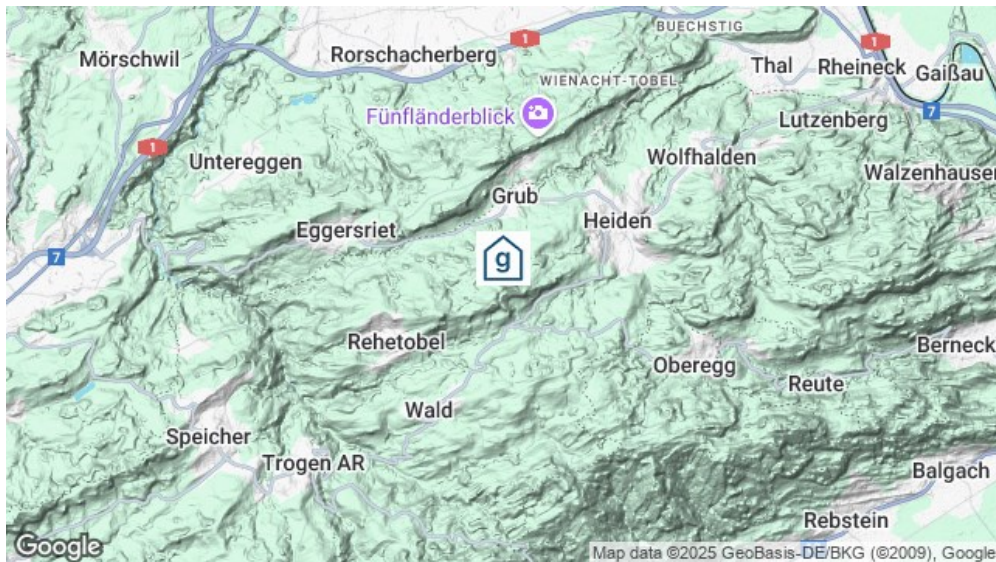 BUECHSTIG
1
Rorschacherberg
Mörschwil
1
Thal
Rheineck
Gaißau
WIENACHT-TOBEL
Fünfländerblick
7
Lutzenberg
1
Untereggen
Wolfhalden
Walzenhausen
Grub
Heiden
Eggersriet
7
g
Rehetobel
Berneck
Oberegg
Reute
Wald
Speicher
Trogen AR
Balgach
Rebstein
Google
Map data ©2025 GeoBasis-DE/BKG (©2009), Google